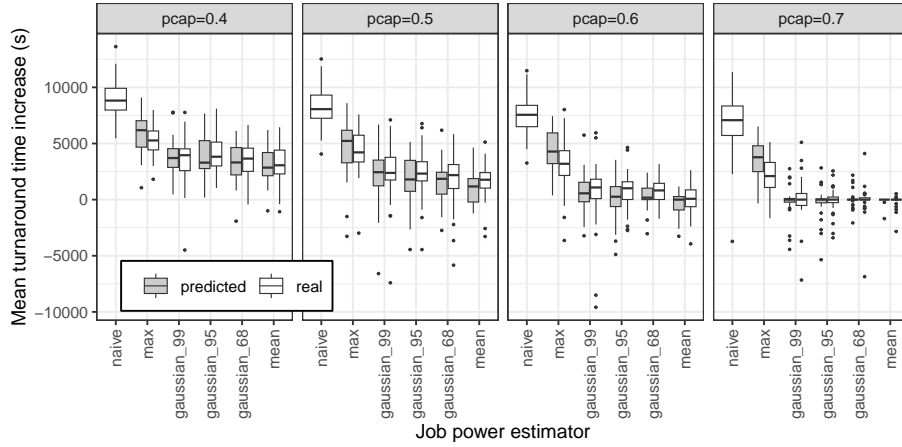 pcap=0.4 pcap=0.5 pcap=0.6 pcap=0.7
Mean turnaround time increase (s)
10000
5000
0
−5000
−10000
predicted real
naive max gaussian_99 gaussian_95 gaussian_68 mean naive max gaussian_99 gaussian_95 gaussian_68 mean naive max gaussian_99 gaussian_95 gaussian_68 mean naive max gaussian_99 gaussian_95 gaussian_68 mean
Job power estimator